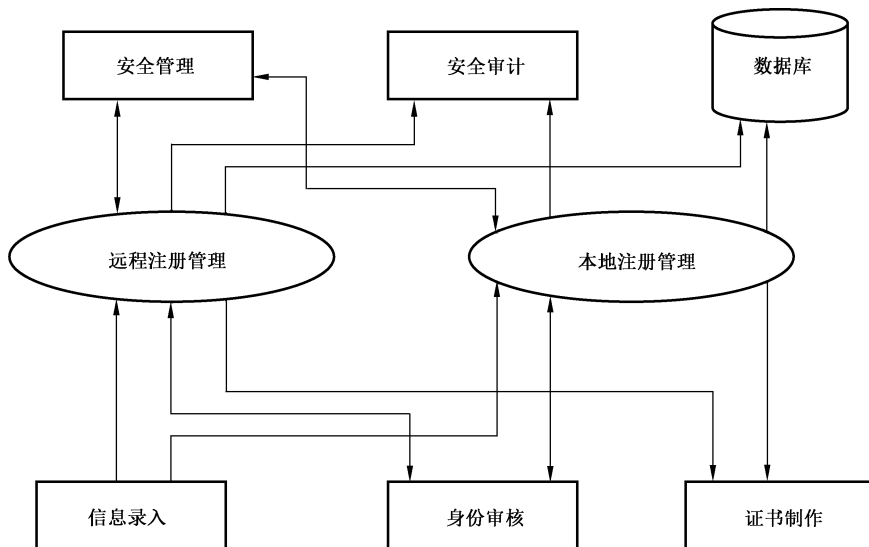 安全管理
安全审计
数据库
远程注册管理
本地注册管理
信息录入
身份审核
证书制作